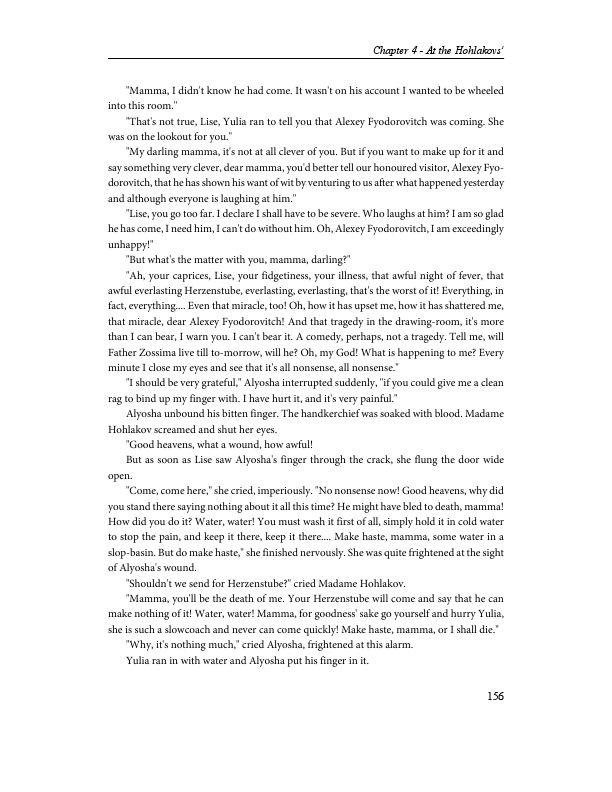 Chapter 4 - At the Hohlakovs'
"Mamma, I didn't know he had come. It wasn't on his account I wanted to be wheeled
into this room."
"That's not true, Lise, Yulia ran to tell you that Alexey Fyodorovitch was coming. She
was on the lookout for you."
"My darling mamma, it's not at all clever of you. But if you want to make up for it and
say something very clever, dear mamma, you'd better tell our honoured visitor, Alexey Fyo-
dorovitch, that he has shown his want of wit by venturing to us after what happened yesterday
and although everyone is laughing at him."
"Lise, you go too far. I declare I shall have to be severe. Who laughs at him? I am so glad
he has come, I need him, I can't do without him. Oh, Alexey Fyodorovitch, I am exceedingly
unhappy!"
"But what's the matter with you, mamma, darling?"
"Ah, your caprices, Lise, your fidgetiness, your illness, that awful night of fever, that
awful everlasting Herzenstube, everlasting, everlasting, that's the worst of it! Everything, in
fact, everything.... Even that miracle, too! Oh, how it has upset me, how it has shattered me,
that miracle, dear Alexey Fyodorovitch! And that tragedy in the drawing-room, it's more
than I can bear, I warn you. I can't bear it. A comedy, perhaps, not a tragedy. Tell me, will
Father Zossima live till to-morrow, will he? Oh, my God! What is happening to me? Every
minute I close my eyes and see that it's all nonsense, all nonsense."
"I should be very grateful," Alyosha interrupted suddenly, "if you could give me a clean
rag to bind up my finger with. I have hurt it, and it's very painful."
Alyosha unbound his bitten finger. The handkerchief was soaked with blood. Madame
Hohlakov screamed and shut her eyes.
"Good heavens, what a wound, how awful!
But as soon as Lise saw Alyosha's finger through the crack, she flung the door wide
open.
"Come, come here," she cried, imperiously. "No nonsense now! Good heavens, why did
you stand there saying nothing about it all this time? He might have bled to death, mamma!
How did you do it? Water, water! You must wash it first of all, simply hold it in cold water
to stop the pain, and keep it there, keep it there.... Make haste, mamma, some water in a
slop-basin. But do make haste," she finished nervously. She was quite frightened at the sight
of Alyosha's wound.
"Shouldn't we send for Herzenstube?" cried Madame Hohlakov.
"Mamma, you'll be the death of me. Your Herzenstube will come and say that he can
make nothing of it! Water, water! Mamma, for goodness' sake go yourself and hurry Yulia,
she is such a slowcoach and never can come quickly! Make haste, mamma, or I shall die."
"Why, it's nothing much," cried Alyosha, frightened at this alarm.
Yulia ran in with water and Alyosha put his finger in it.
156